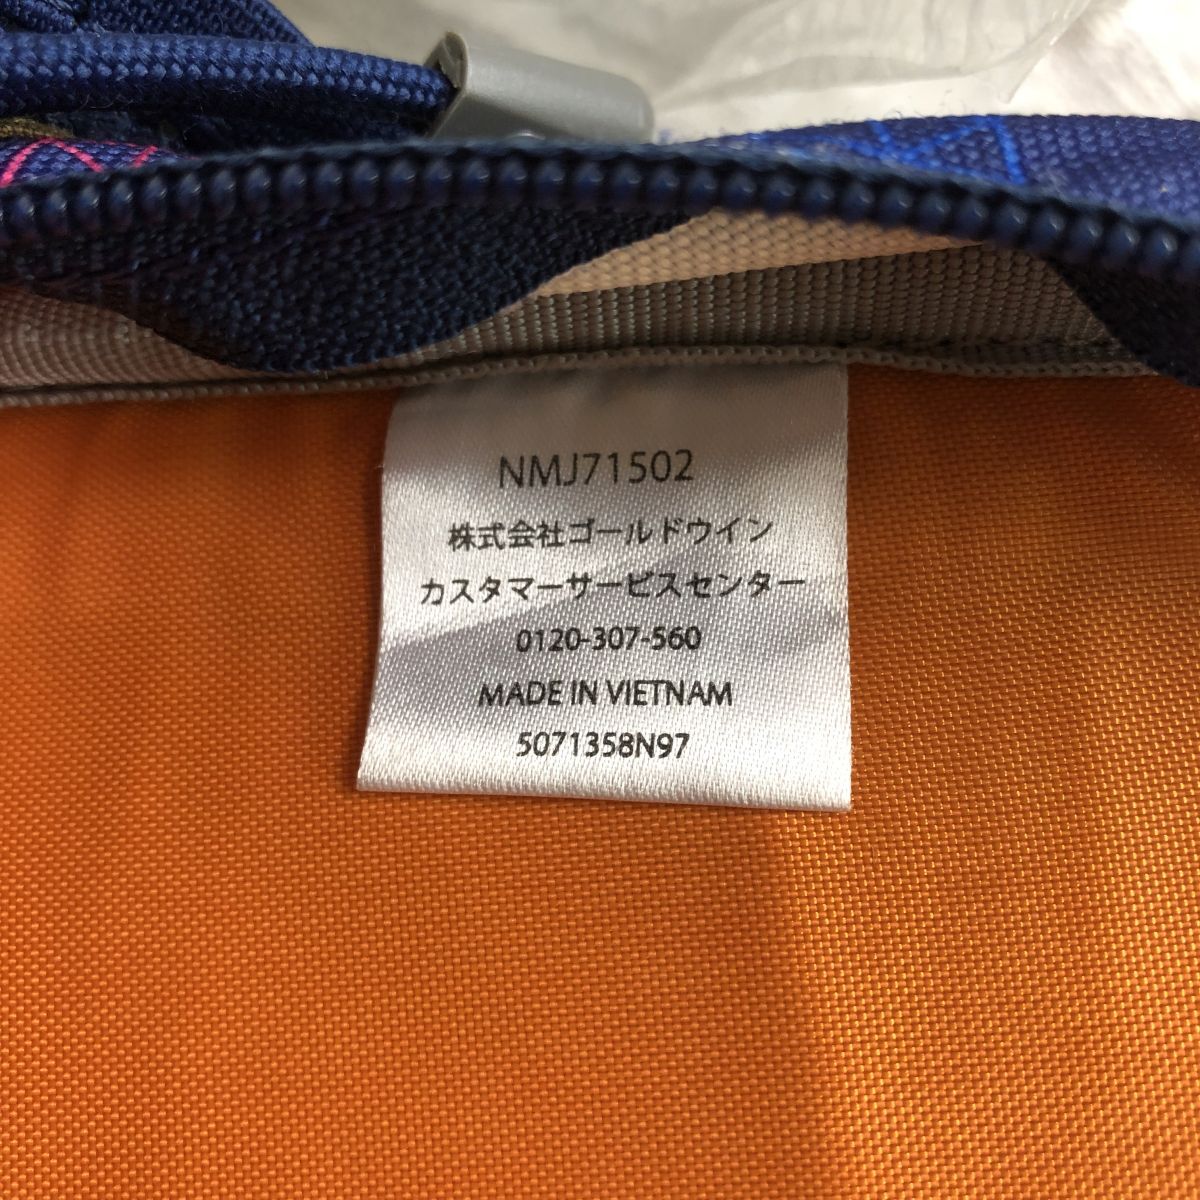 NMJ71502
株式会社ゴールドウイン
カスタマーサービスセンター
0120-307-560
MADE IN VIETNAM
5071358N97